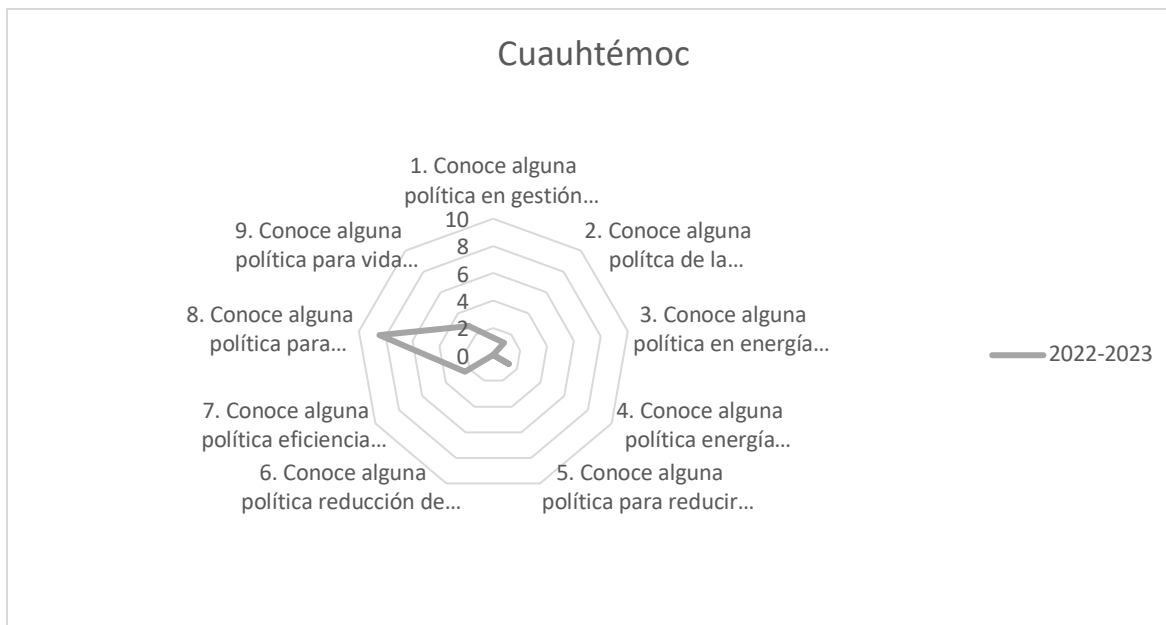 Cuauhtémoc
1. Conoce alguna
política en gestión...
2. Conoce alguna
polítca de la...
3. Conoce alguna
política en energía...
4. Conoce alguna
política energía...
5. Conoce alguna
política para reducir...
6. Conoce alguna
política reducción de...
7. Conoce alguna
política eficiencia...
8. Conoce alguna
política para...
9. Conoce alguna
política para vida...
10
8
6
4
2
0
2022-2023